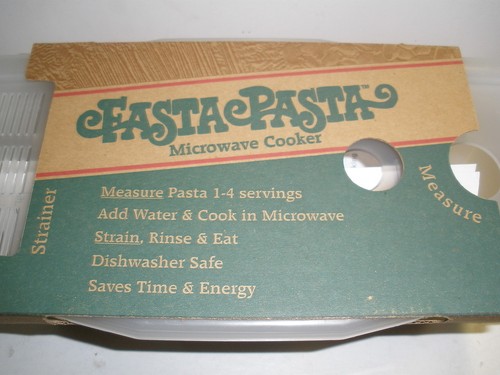 FASTA PASTA™
Microwave Cooker
Measure Pasta 1-4 servings
Add Water & Cook in Microwave
Strain, Rinse & Eat
Dishwasher Safe
Saves Time & Energy
Strainer
Measure